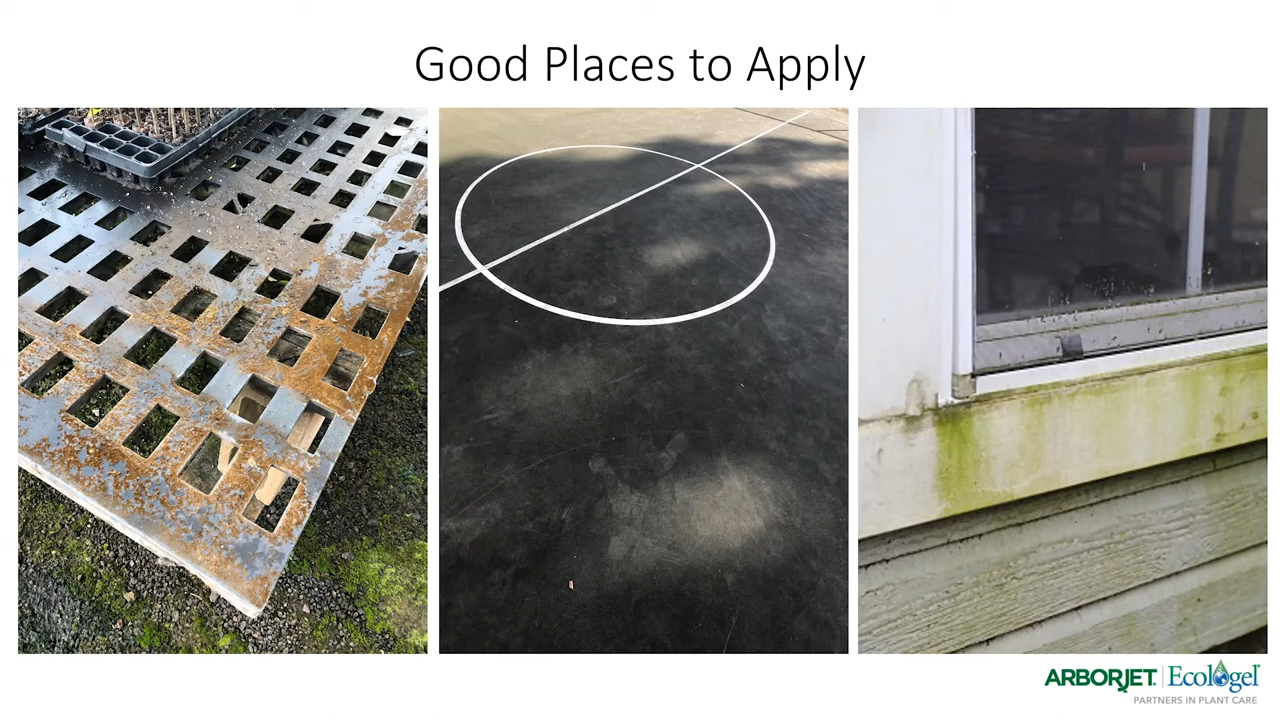 Good Places to Apply
ARBORJET | Ecologel®
PARTNERS IN PLANT CARE